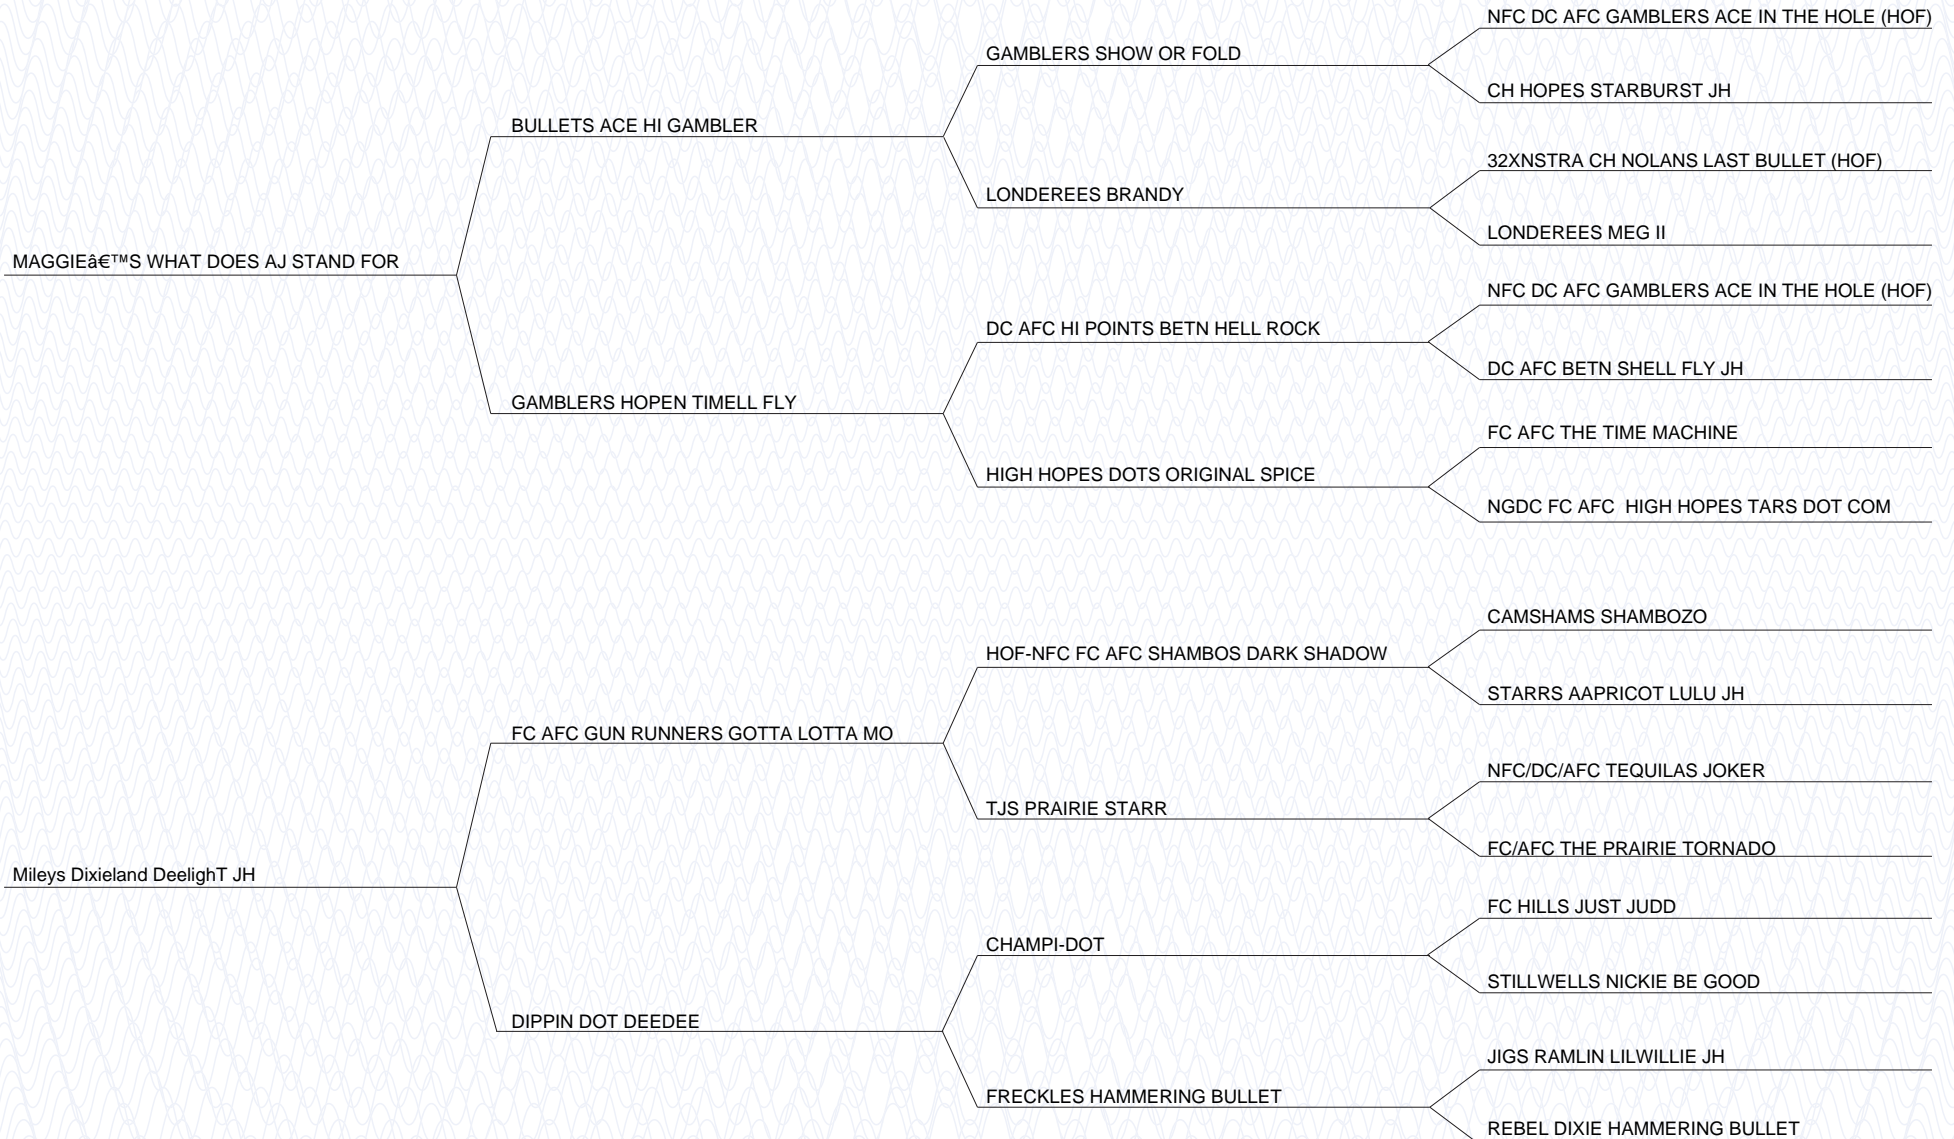 NFC DC AFC GAMBLERS ACE IN THE HOLE (HOF)
GAMBLERS SHOW OR FOLD
CH HOPES STARBURST JH
BULLETS ACE HI GAMBLER
32XNSTRA CH NOLANS LAST BULLET (HOF)
LONDEREES BRANDY
LONDEREES MEG II
MAGGIEâ€™S WHAT DOES AJ STAND FOR
NFC DC AFC GAMBLERS ACE IN THE HOLE (HOF)
DC AFC HI POINTS BETN HELL ROCK
DC AFC BETN SHELL FLY JH
GAMBLERS HOPEN TIMELL FLY
FC AFC THE TIME MACHINE
HIGH HOPES DOTS ORIGINAL SPICE
NGDC FC AFC  HIGH HOPES TARS DOT COM
CAMSHAMS SHAMBOZO
HOF-NFC FC AFC SHAMBOS DARK SHADOW
STARRS AAPRICOT LULU JH
FC AFC GUN RUNNERS GOTTA LOTTA MO
NFC/DC/AFC TEQUILAS JOKER
TJS PRAIRIE STARR
FC/AFC THE PRAIRIE TORNADO
Mileys Dixieland DeelighT JH
FC HILLS JUST JUDD
CHAMPI-DOT
STILLWELLS NICKIE BE GOOD
DIPPIN DOT DEEDEE
JIGS RAMLIN LILWILLIE JH
FRECKLES HAMMERING BULLET
REBEL DIXIE HAMMERING BULLET